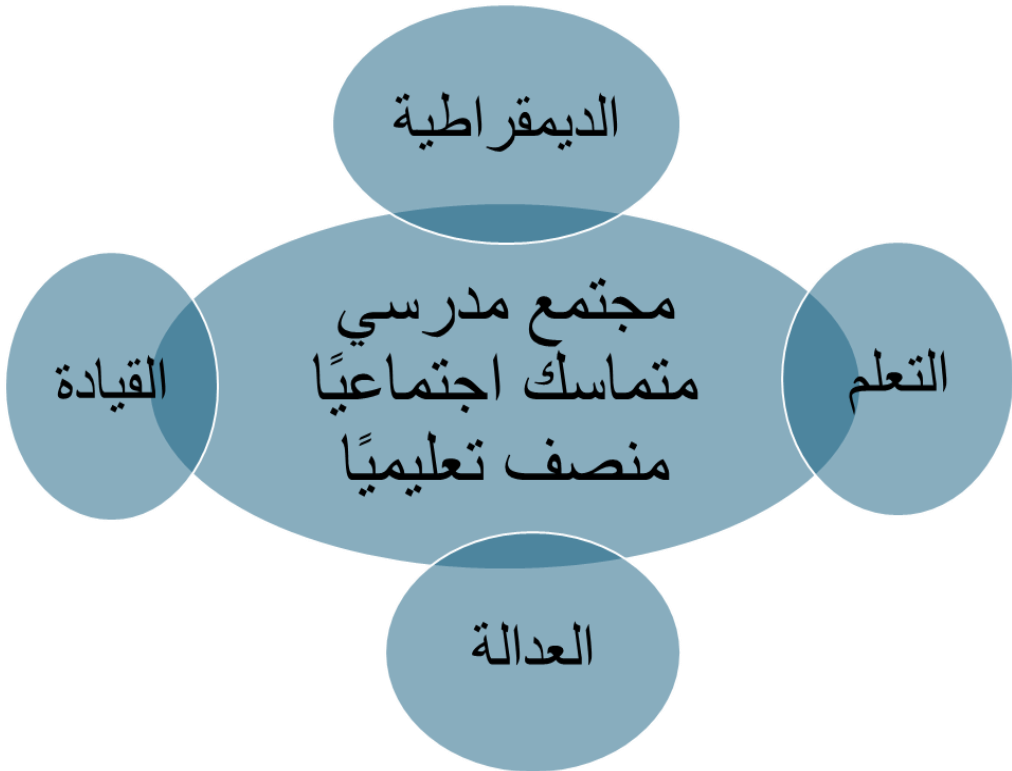 الديمقراطية
مجتمع مدرسي
متماسك اجتماعيًا
منصف تعليميًا
التعلم
القيادة
العدالة